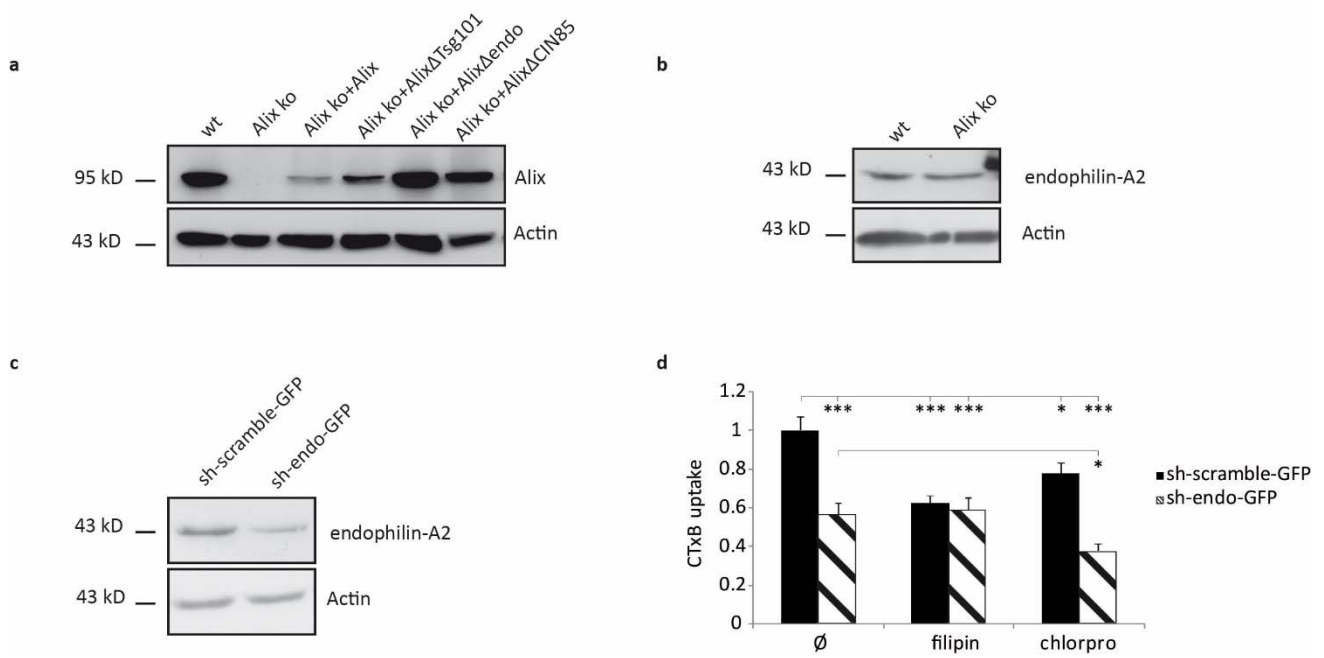 a
wt
Alix ko
Alix ko+Alix
Alix ko+AlixΔTsg101
Alix ko+AlixΔendo
Alix ko+AlixΔCIN85
95 kD
Alix
43 kD
Actin
b
wt
Alix ko
43 kD
endophilin-A2
43 kD
Actin
c
sh-scramble-GFP
sh-endo-GFP
43 kD
endophilin-A2
43 kD
Actin
d
CTxB uptake
1.2
1
0.8
0.6
0.4
0.2
0
*** *** *** * ***
*
Ø
filipin
chlorpro
sh-scramble-GFP
sh-endo-GFP